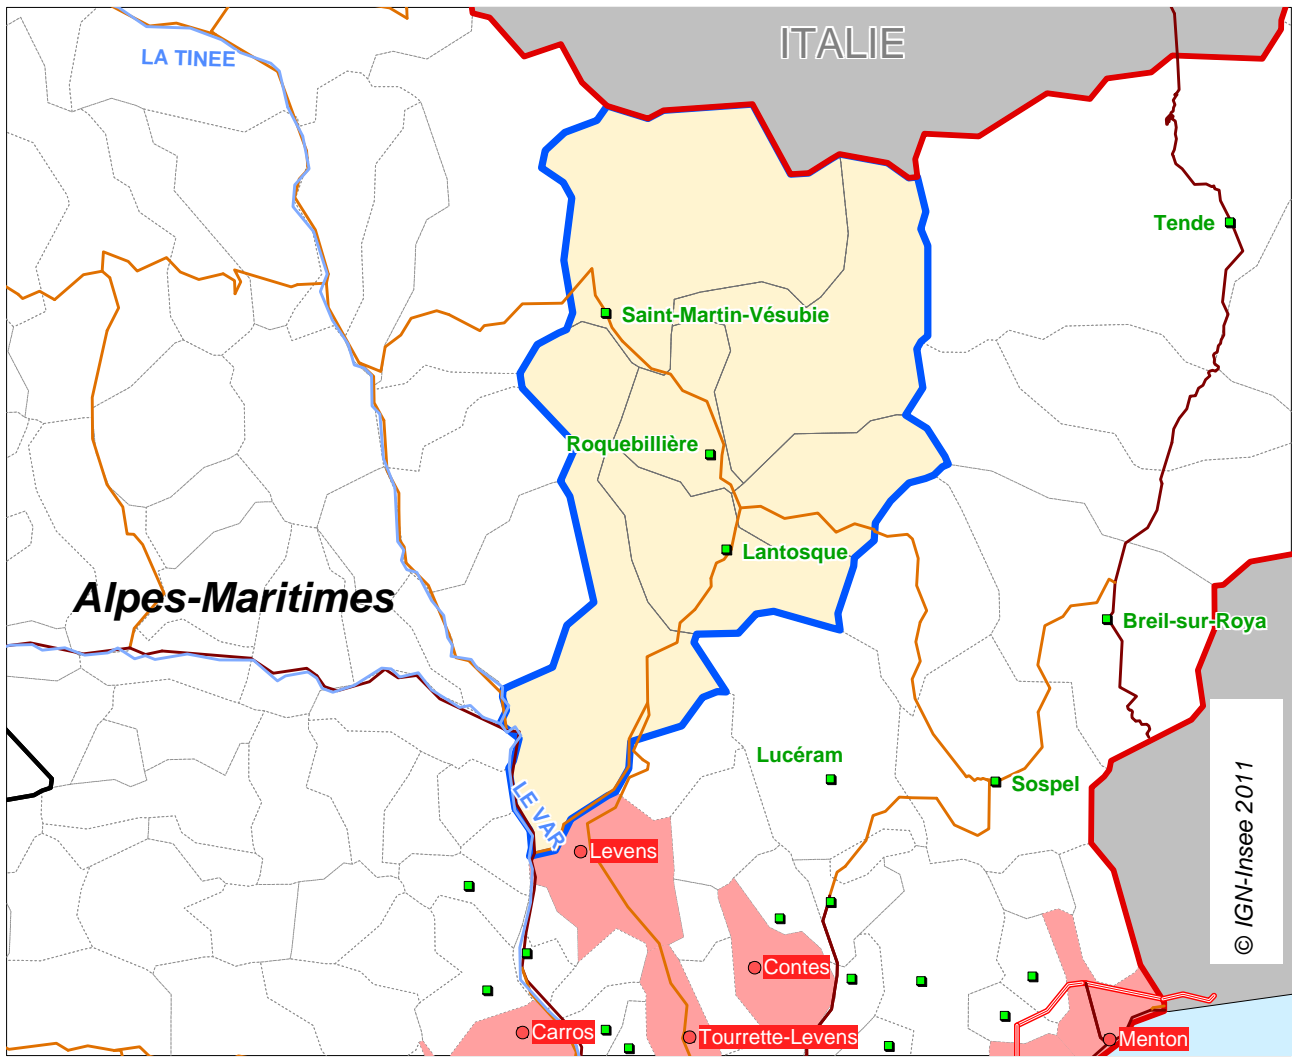 ITALIE
LA TINEE
Tende
Saint-Martin-Vésubie
Roquebillière
Lantosque
Alpes-Maritimes
Breil-sur-Roya
Lucéram
Sospel
LE VAR
Levens
Contes
Carros
Tourrette-Levens
Menton
© IGN-Insee 2011